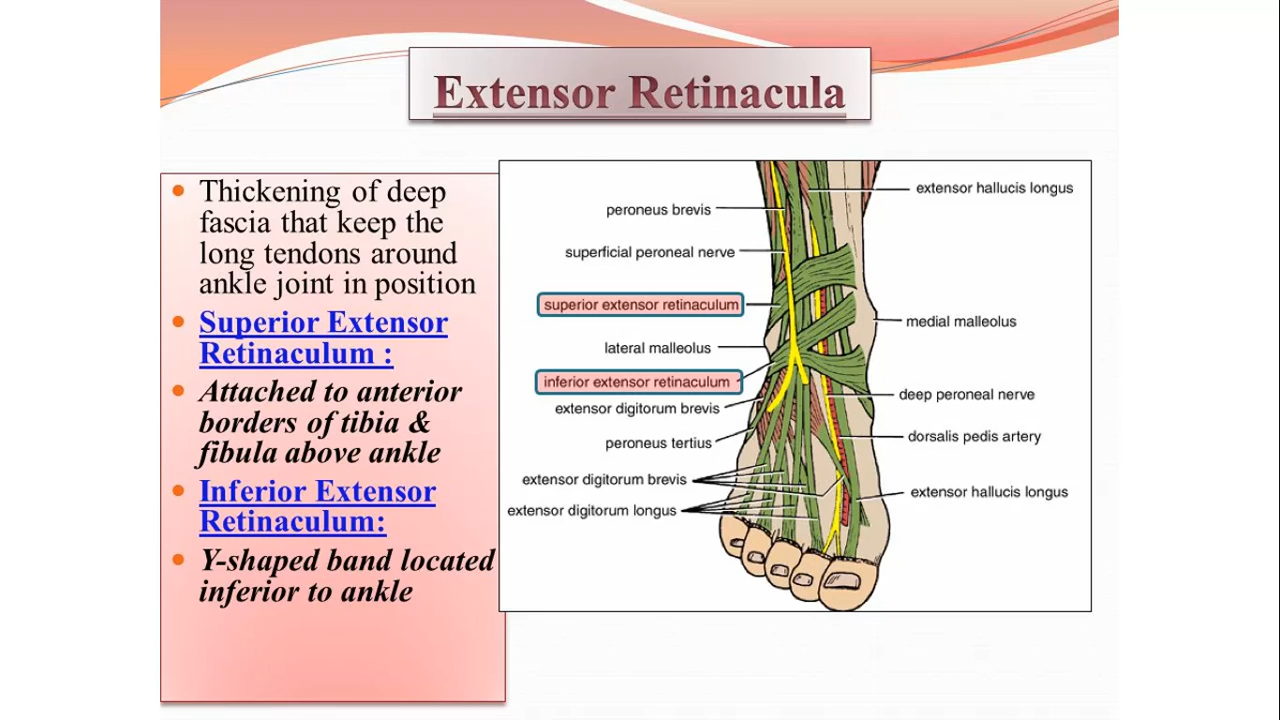 Extensor Retinacula
Thickening of deep
fascia that keep the
long tendons around
ankle joint in position
Superior Extensor
Retinaculum :
Attached to anterior
borders of tibia &
fibula above ankle
Inferior Extensor
Retinaculum:
Y-shaped band located
inferior to ankle
peroneus brevis
superficial peroneal nerve
superior extensor retinaculum
lateral malleolus
inferior extensor retinaculum
extensor digitorum brevis
peroneus tertius
extensor digitorum brevis
extensor digitorum longus
extensor hallucis longus
medial malleolus
deep peroneal nerve
dorsalis pedis artery
extensor hallucis longus